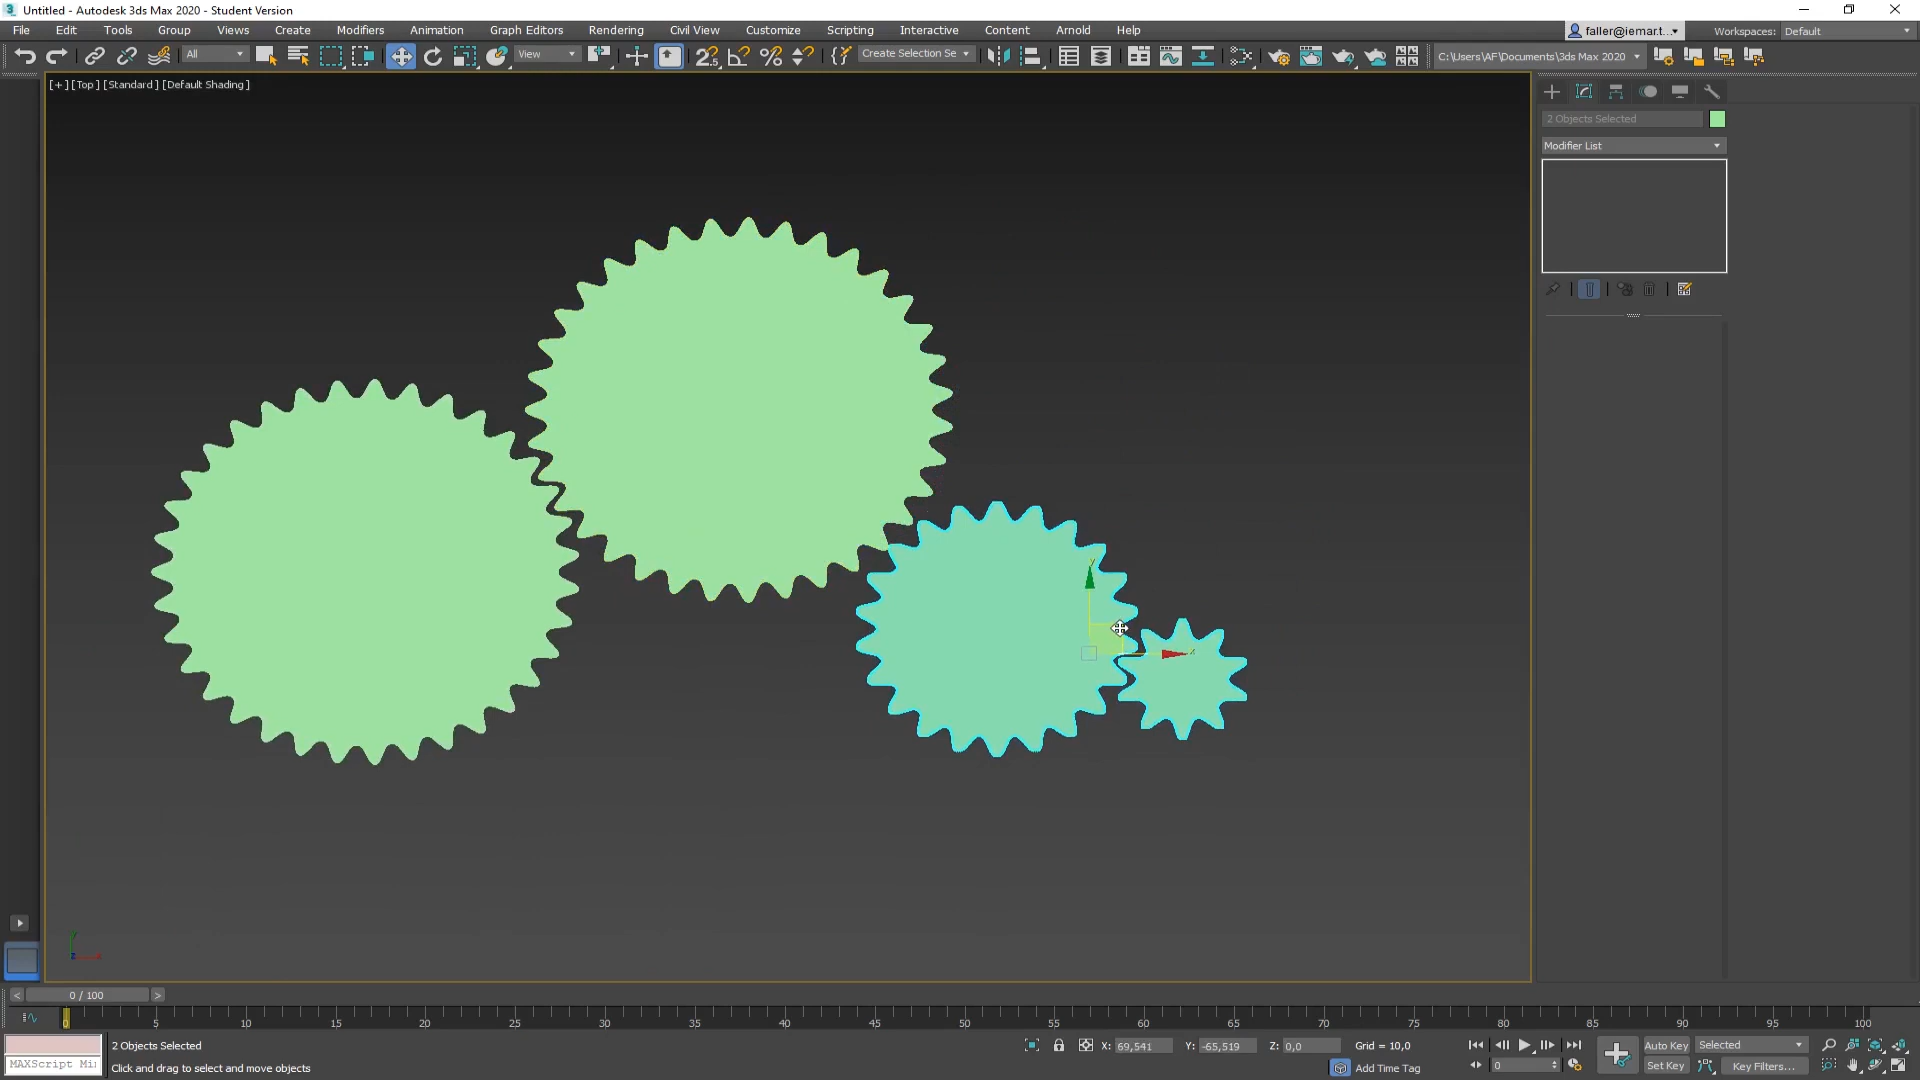 Untitled - Autodesk 3ds Max 2020 - Student Version
File Edit Tools Group Views Create Modifiers Animation Graph Editors Rendering Civil View Customize Scripting Interactive Content Arnold Help
faller@iemart... Workspaces: Default
All View Create Selection Se C:\Users\AF\Documents\3ds Max 2020
[+] [Top] [Standard] [Default Shading]
2 Objects Selected
Modifier List
0 / 100
0 5 10 15 20 25 30 35 40 45 50 55 60 65 70 75 80 85 90 95 100
2 Objects Selected X: 69,541 Y: -65,519 Z: 0,0 Grid = 10,0 Auto Key Selected
MAXScript Mi Click and drag to select and move objects Add Time Tag 0 Set Key Key Filters...